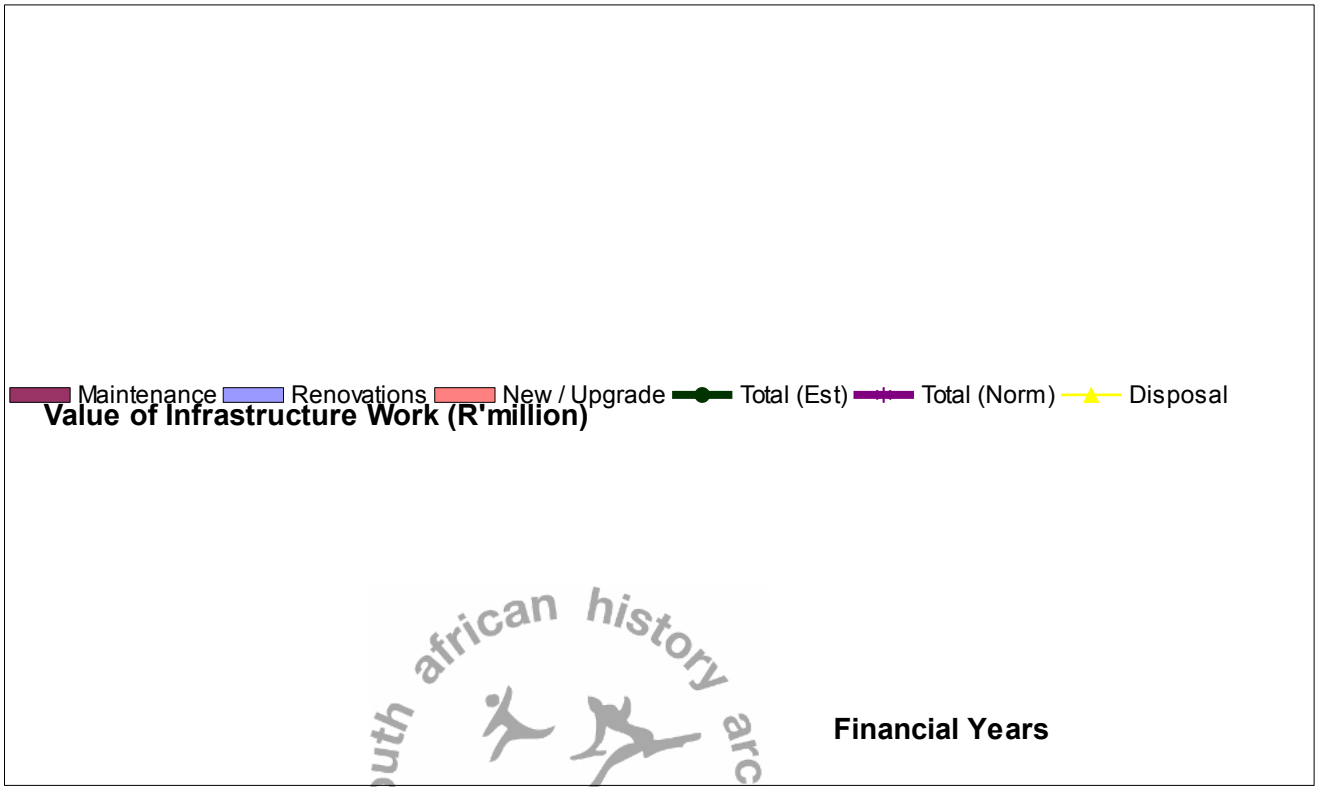 Maintenance Renovations New / Upgrade Total (Est) Total (Norm) Disposal
Value of Infrastructure Work (R'million)
african history
Financial Years